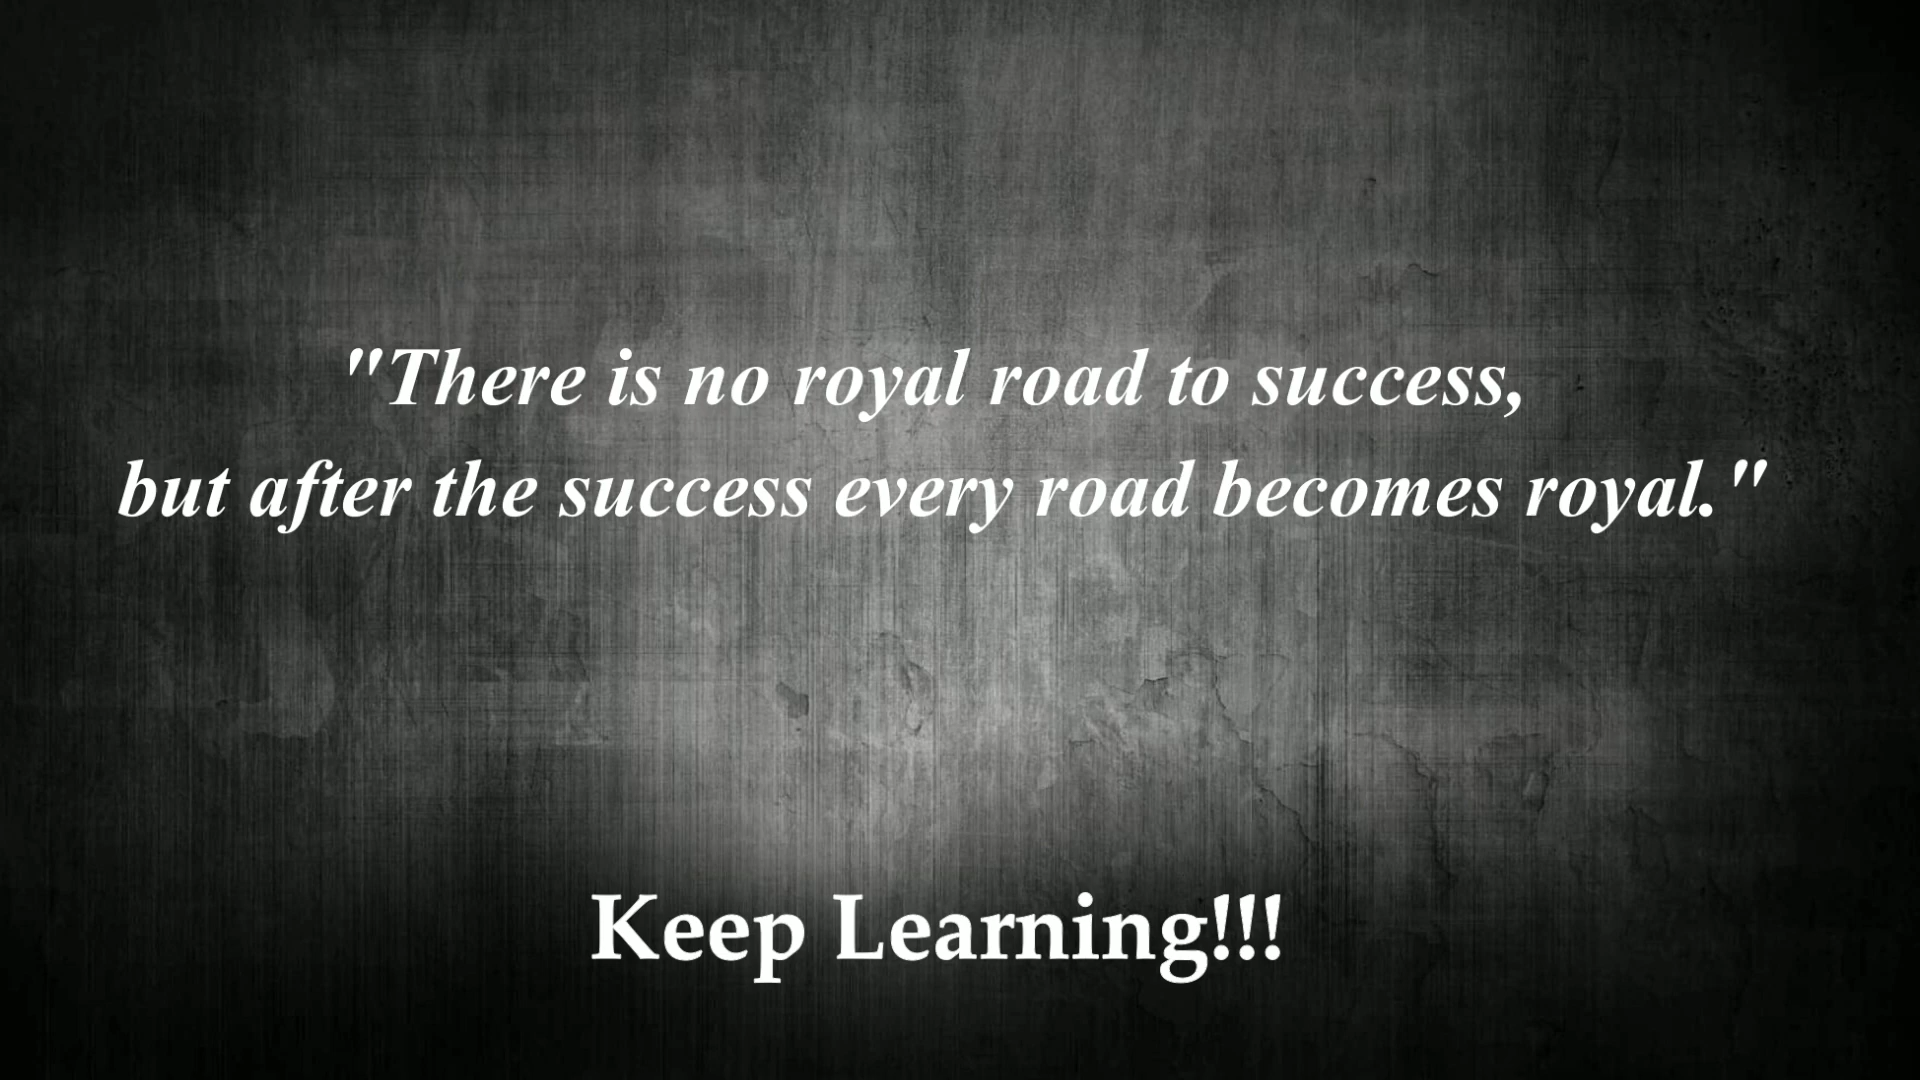 "There is no royal road to success,
but after the success every road becomes royal."
Keep Learning!!!